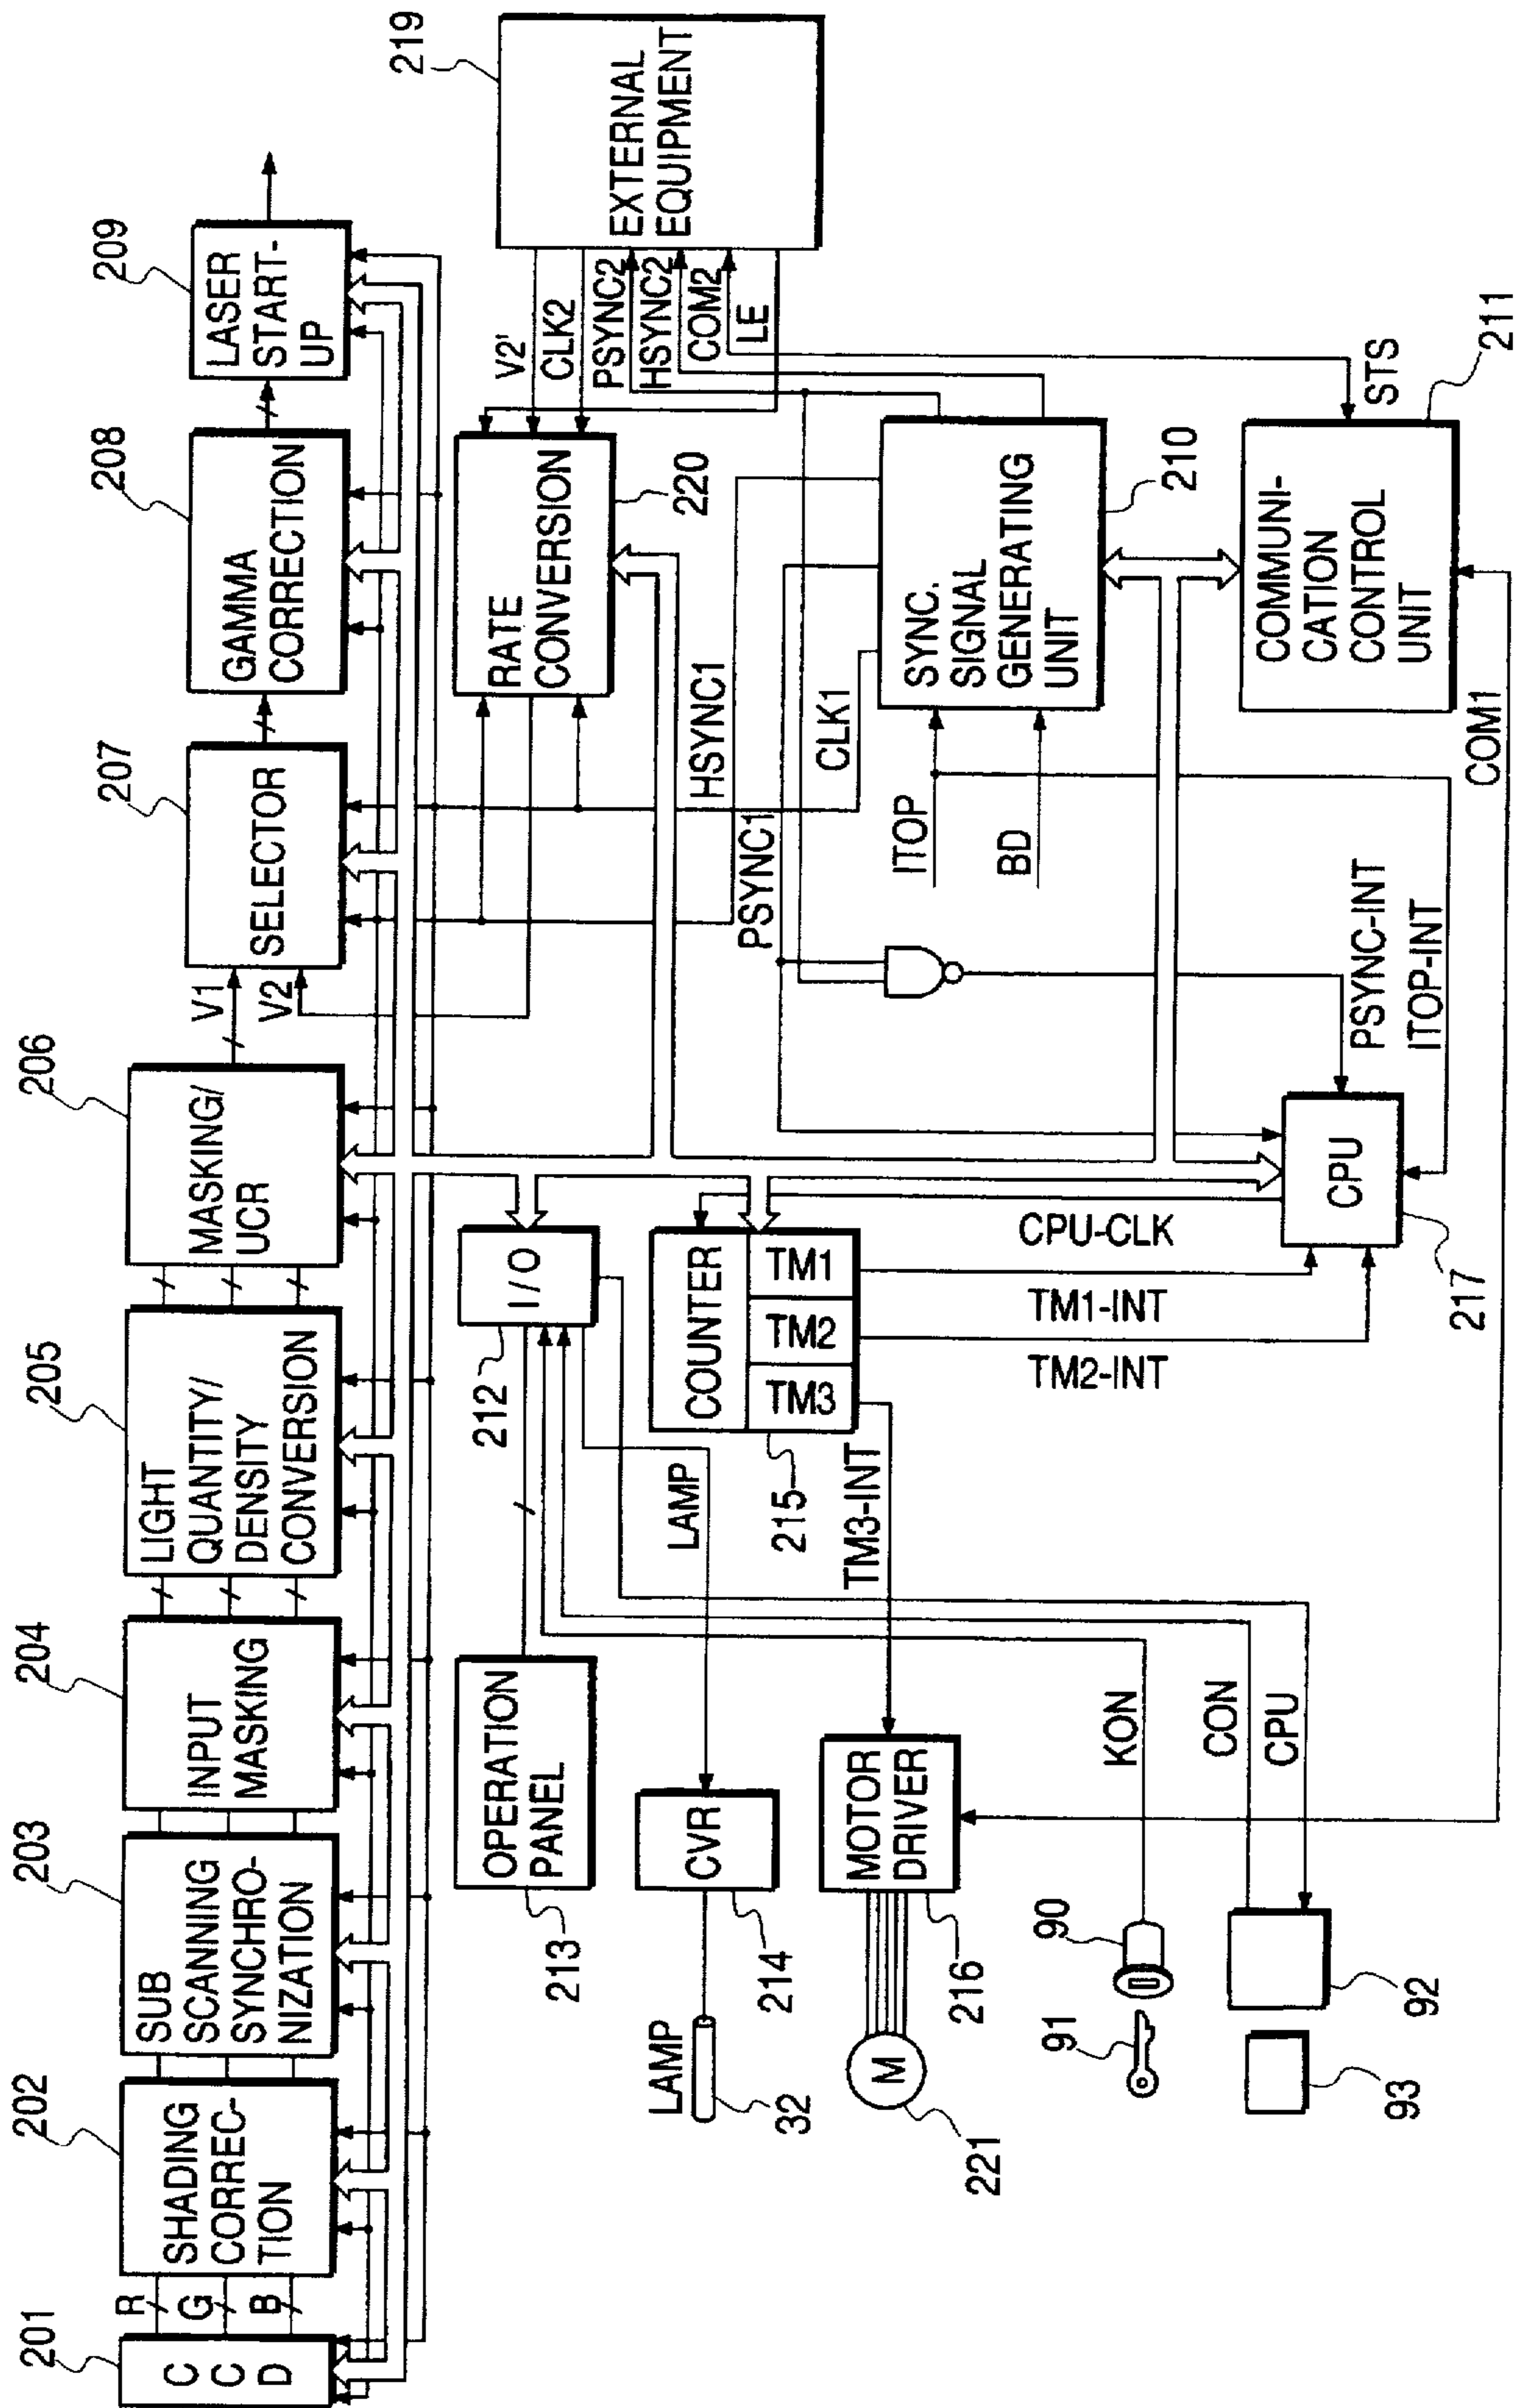 201
C
C
D
R
G
B
202
SHADING
CORREC-
TION
203
SUB
SCANNING
SYNCHRO-
NIZATION
204
INPUT
MASKING
205
LIGHT
QUANTITY/
DENSITY
CONVERSION
206
MASKING/
UCR
V1
V2
207
SELECTOR
208
GAMMA
CORRECTION
209
LASER
START-
UP
213
OPERATION
PANEL
212
I/O
RATE
CONVERSION
220
V2'
CLK2
PSYNC2
HSYNC2
COM2
LE
219
EXTERNAL
EQUIPMENT
LAMP
32
CVR
214
LAMP
COUNTER
TM3
TM2
TM1
215
HSYNC1
PSYNC1
CLK1
ITOP
BD
SYNC.
SIGNAL
GENERATING
UNIT
210
M
221
MOTOR
DRIVER
216
TM3-INT
CPU-CLK
TM1-INT
TM2-INT
CPU
217
PSYNC-INT
ITOP-INT
COMMUNI-
CATION
CONTROL
UNIT
211
STS
COM1
91
90
KON
CON
CPU
93
92